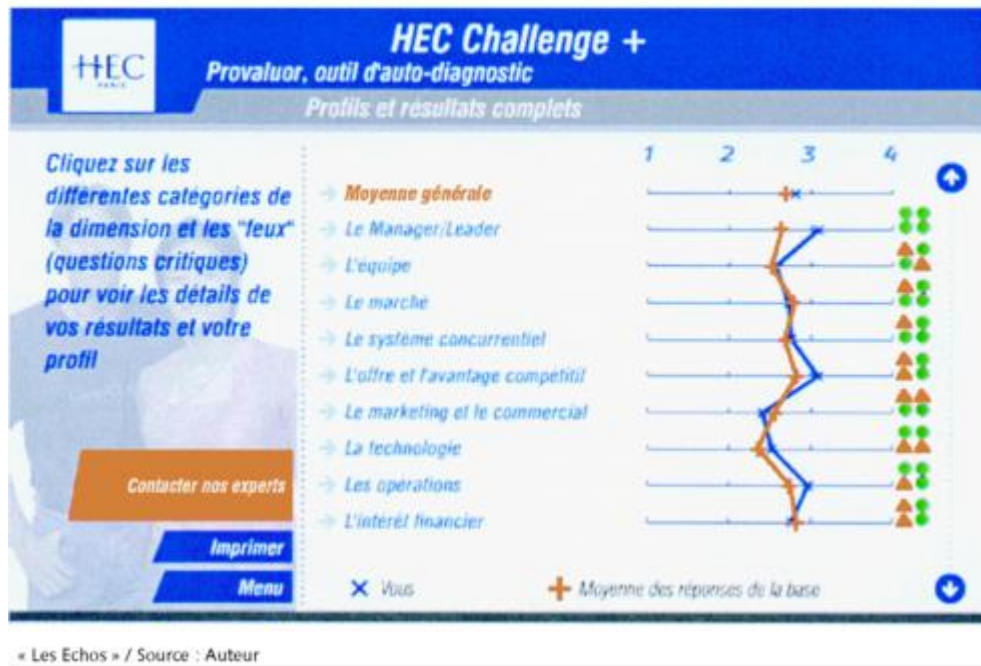 HEC
PARIS
HEC Challenge +
Provaluor, outil d'auto-diagnostic
Profils et résultats complets
Cliquez sur les
différentes catégories de
la dimension et les "feux"
(questions critiques)
pour voir les détails de
vos résultats et votre
profil
1 2 3 4
Moyenne générale
Le Manager/Leader
L'équipe
Le marché
Le système concurrentiel
L'offre et l'avantage compétitif
Le marketing et le commercial
La technologie
Les opérations
L'intérêt financier
Contacter nos experts
Imprimer
Menu
Vous
Moyenne des réponses de la base
« Les Echos » / Source : Auteur